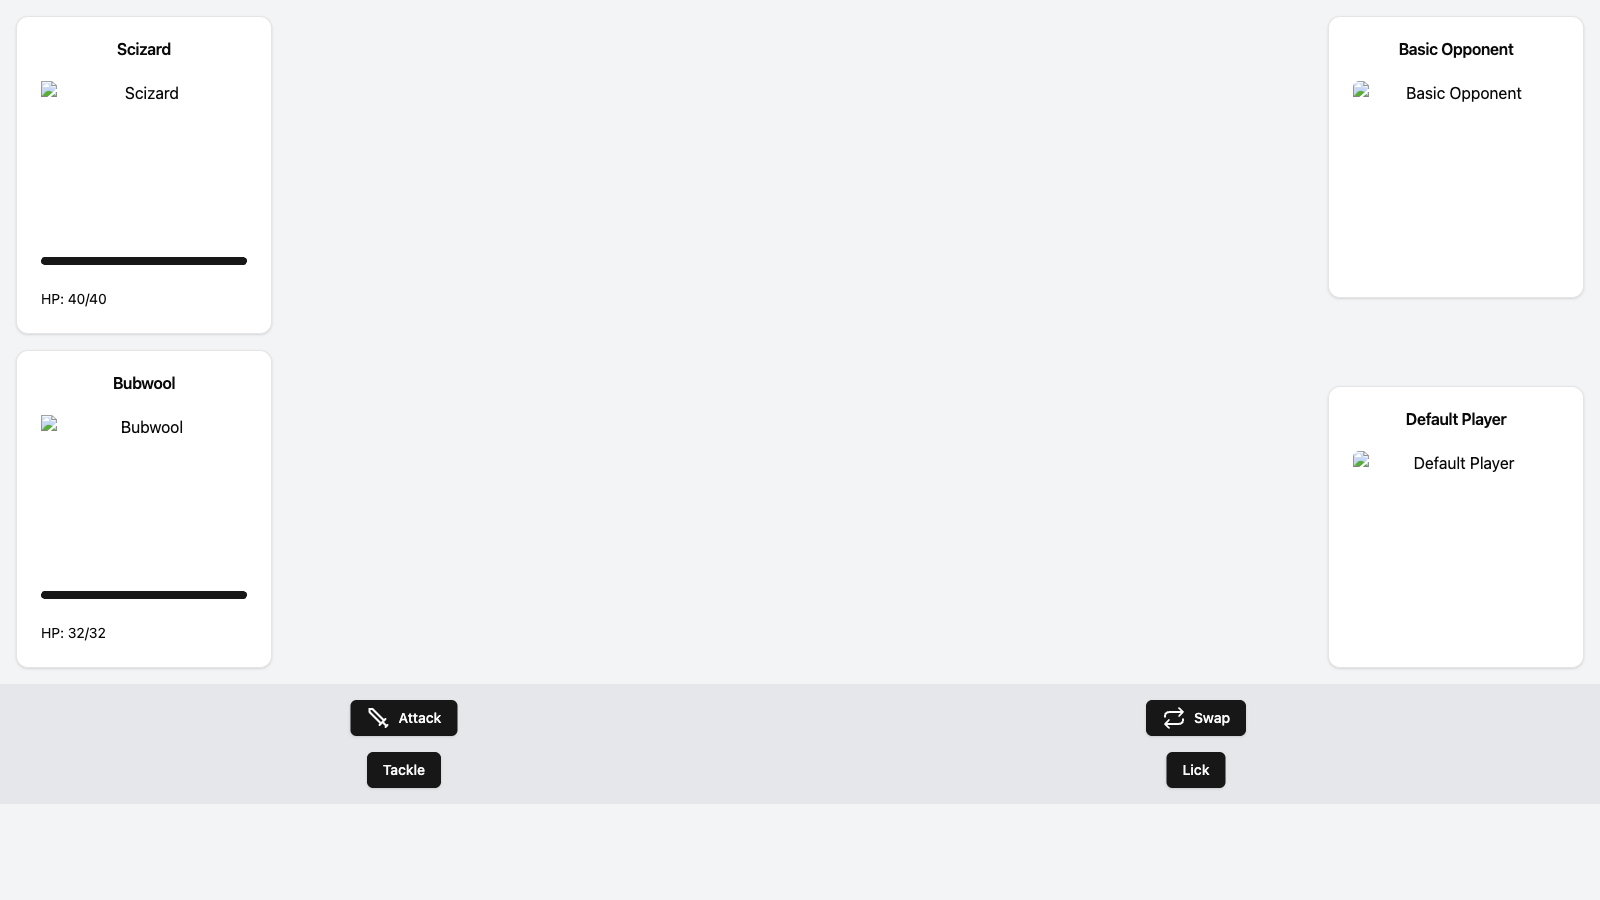 Scizard
Scizard
HP: 40/40
Basic Opponent
Basic Opponent
Bubwool
Bubwool
HP: 32/32
Default Player
Default Player
Attack
Swap
Tackle
Lick